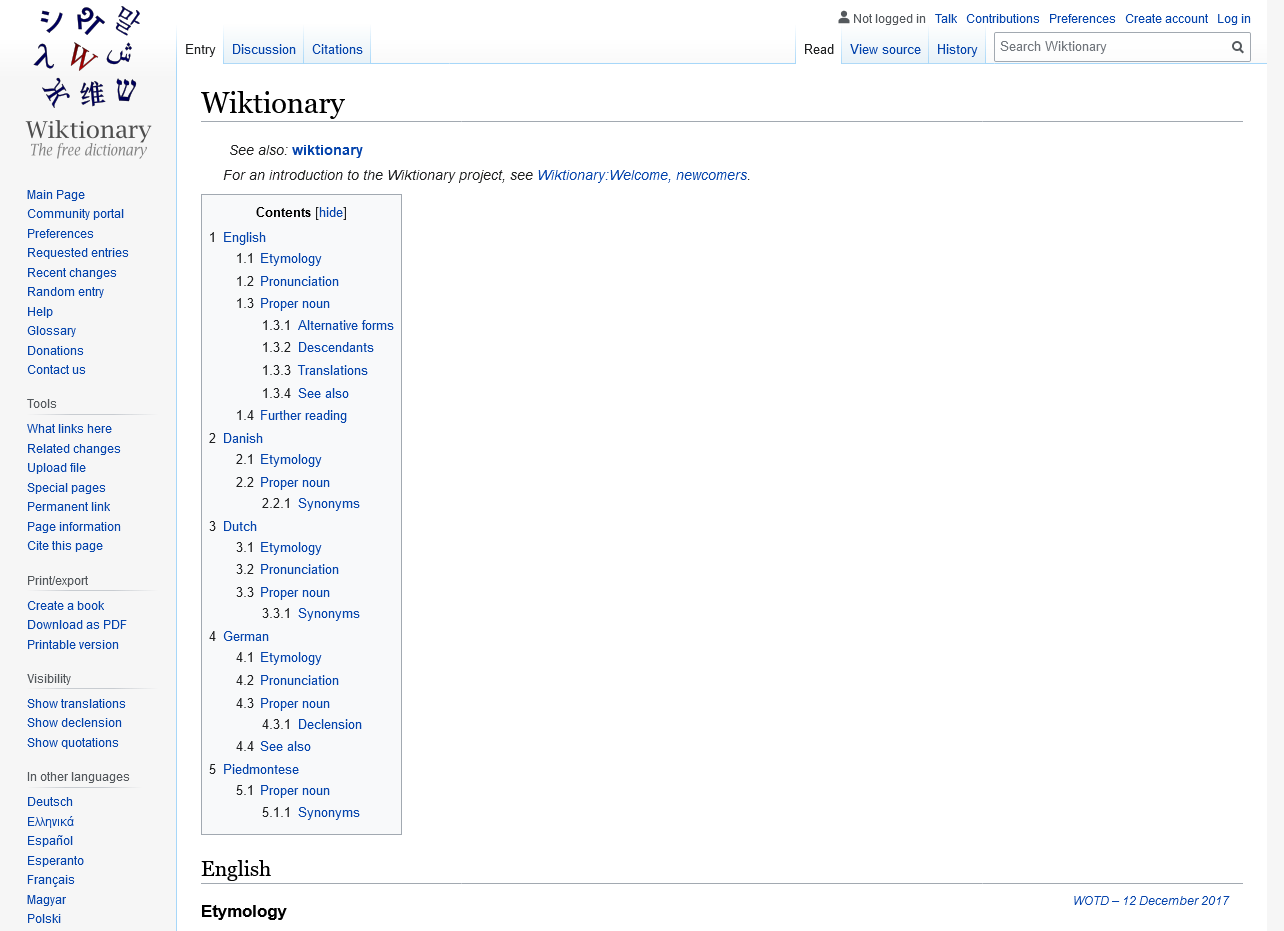 シ
말
λ
W
维
Wiktionary
The free dictionary
Not logged in Talk Contributions Preferences Create account Log in
Entry Discussion Citations
Read View source History
Search Wiktionary
Main Page
Community portal
Preferences
Requested entries
Recent changes
Random entry
Help
Glossary
Donations
Contact us
Tools
What links here
Related changes
Upload file
Special pages
Permanent link
Page information
Cite this page
Print/export
Create a book
Download as PDF
Printable version
Visibility
Show translations
Show declension
Show quotations
In other languages
Deutsch
Ελληνικά
Español
Esperanto
Français
Magyar
Polski
Wiktionary
See also: wiktionary
For an introduction to the Wiktionary project, see Wiktionary:Welcome, newcomers.
Contents [hide]
1 English
1.1 Etymology
1.2 Pronunciation
1.3 Proper noun
1.3.1 Alternative forms
1.3.2 Descendants
1.3.3 Translations
1.3.4 See also
1.4 Further reading
2 Danish
2.1 Etymology
2.2 Proper noun
2.2.1 Synonyms
3 Dutch
3.1 Etymology
3.2 Pronunciation
3.3 Proper noun
3.3.1 Synonyms
4 German
4.1 Etymology
4.2 Pronunciation
4.3 Proper noun
4.3.1 Declension
4.4 See also
5 Piedmontese
5.1 Proper noun
5.1.1 Synonyms
English
WOTD – 12 December 2017
Etymology